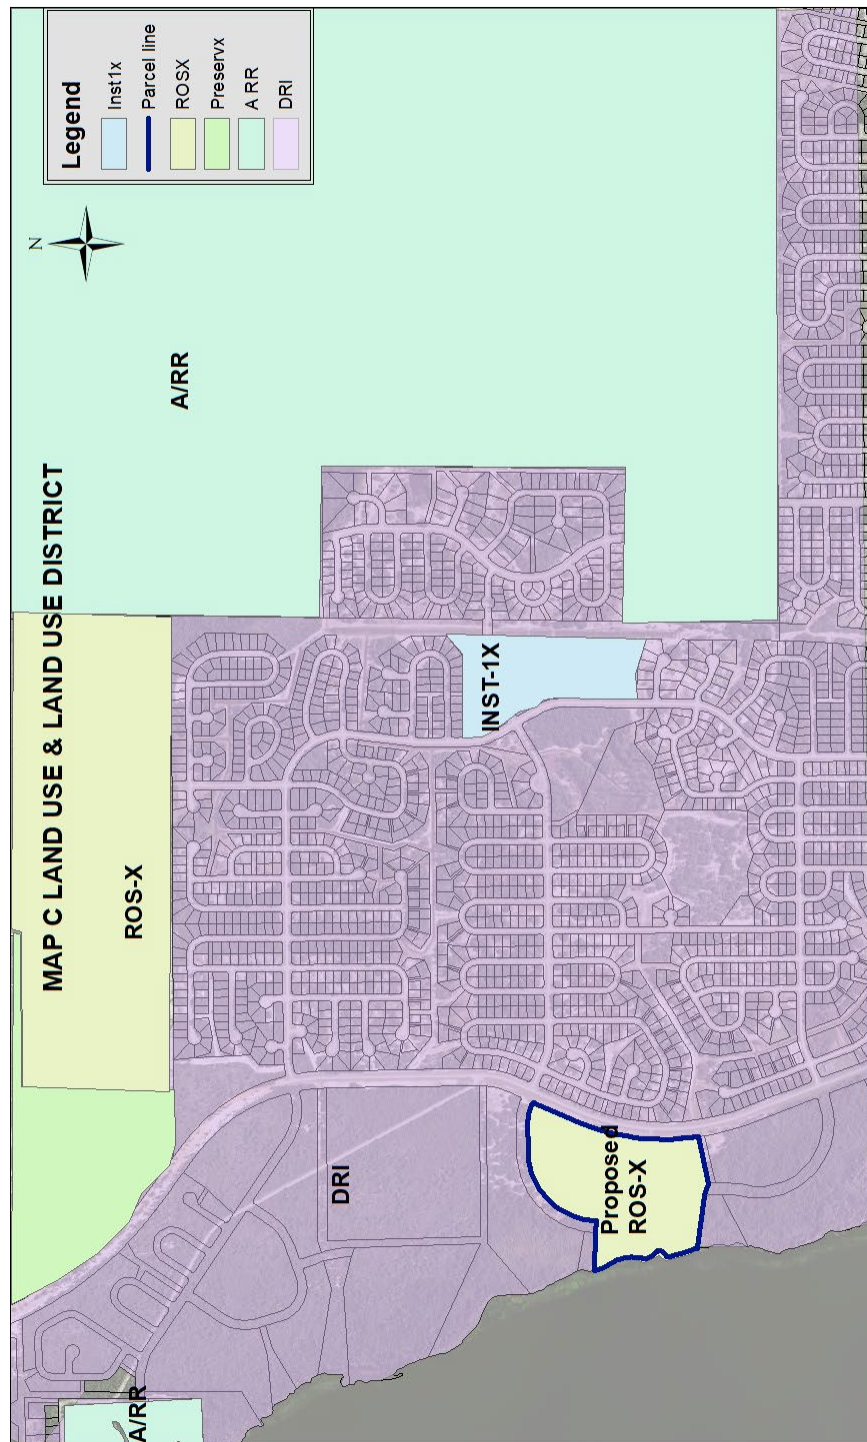 MAP C LAND USE & LAND USE DISTRICT
N
Legend
Inst1x
Parcel line
ROSX
Preservx
A RR
DRI
A/RR
ROS-X
INST-1X
DRI
Proposed
ROS-X
A/RR